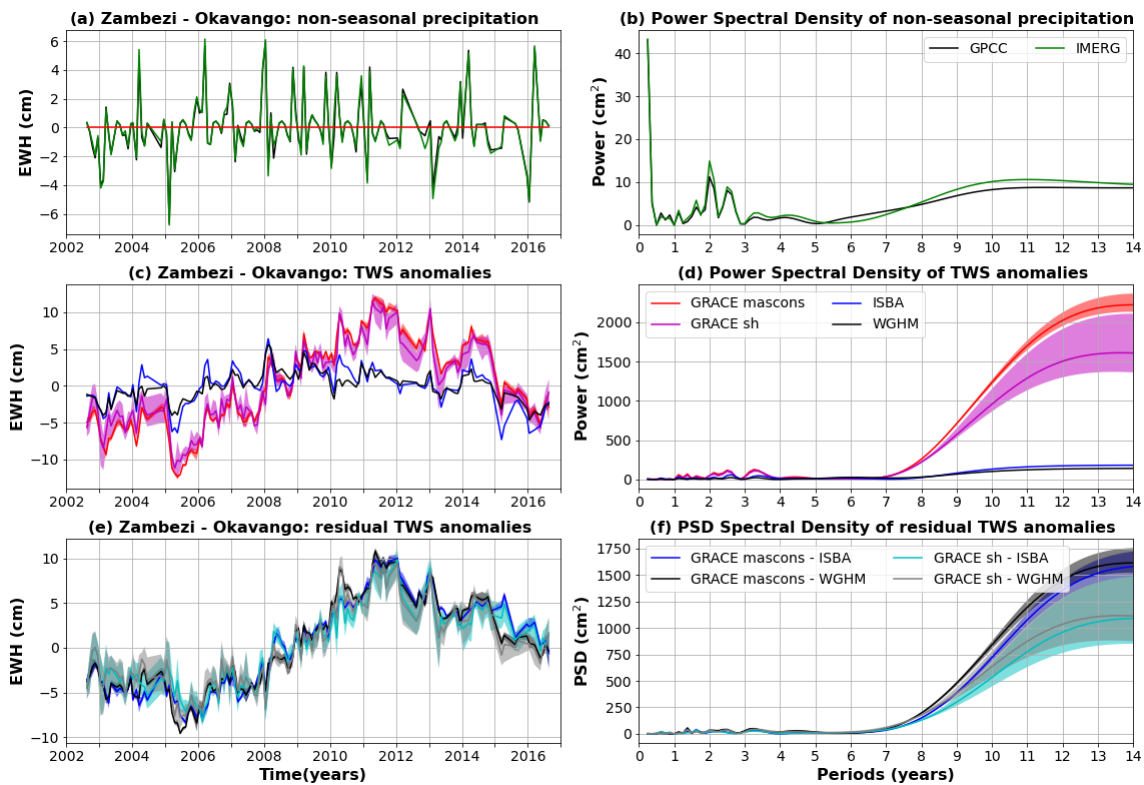 (a) Zambezi - Okavango: non-seasonal precipitation
EWH (cm)
6
4
2
0
−2
−4
−6
2002 2004 2006 2008 2010 2012 2014 2016
(b) Power Spectral Density of non-seasonal precipitation
Power (cm²)
40
30
20
10
0
GPCC IMERG
0 1 2 3 4 5 6 7 8 9 10 11 12 13 14
(c) Zambezi - Okavango: TWS anomalies
EWH (cm)
10
5
0
−5
−10
2002 2004 2006 2008 2010 2012 2014 2016
(d) Power Spectral Density of TWS anomalies
Power (cm²)
2000
1500
1000
500
0
GRACE mascons ISBA
GRACE sh WGHM
0 1 2 3 4 5 6 7 8 9 10 11 12 13 14
(e) Zambezi - Okavango: residual TWS anomalies
EWH (cm)
10
5
0
−5
−10
2002 2004 2006 2008 2010 2012 2014 2016
Time(years)
(f) PSD Spectral Density of residual TWS anomalies
PSD (cm²)
1750
1500
1250
1000
750
500
250
0
GRACE mascons - ISBA GRACE sh - ISBA
GRACE mascons - WGHM GRACE sh - WGHM
0 1 2 3 4 5 6 7 8 9 10 11 12 13 14
Periods (years)